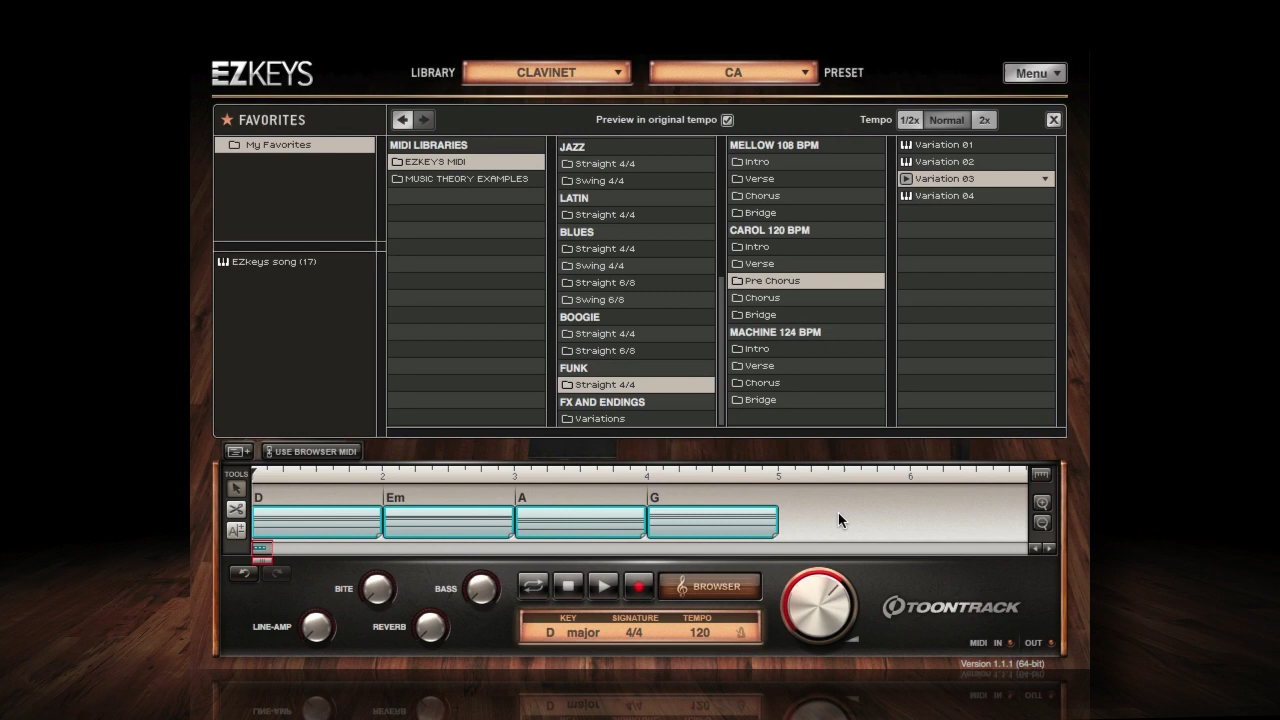 EZKEYS
LIBRARY CLAVINET CA PRESET Menu
FAVORITES Preview in original tempo Tempo 1/2x Normal 2x
My Favorites
EZkeys song (17)
MIDI LIBRARIES
EZKEYS MIDI
MUSIC THEORY EXAMPLES
JAZZ
Straight 4/4
Swing 4/4
LATIN
Straight 4/4
BLUES
Straight 4/4
Swing 4/4
Straight 6/8
Swing 6/8
BOOGIE
Straight 4/4
Straight 6/8
FUNK
Straight 4/4
FX AND ENDINGS
Variations
MELLOW 108 BPM
Intro
Verse
Chorus
Bridge
CAROL 120 BPM
Intro
Verse
Pre Chorus
Chorus
Bridge
MACHINE 124 BPM
Intro
Verse
Chorus
Bridge
Variation 01
Variation 02
Variation 03
Variation 04
USE BROWSER MIDI
TOOLS
2 3 4 5 6
D Em A G
BITE BASS BROWSER
LINE-AMP REVERB
KEY SIGNATURE TEMPO
D major 4/4 120
TOONTRACK
MIDI IN OUT
Version 1.1.1 (64-bit)